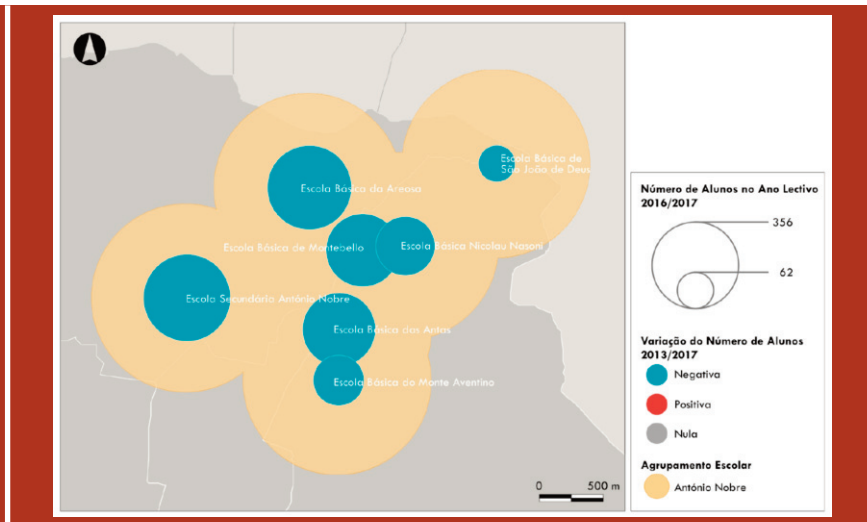 Escola Básica de
São João de Deus
Escola Básica da Areosa
Escola Básica de Montebello
Escola Básica Nicolau Nasoni
Escola Secundária António Nobre
Escola Básica das Antas
Escola Básica do Monte Aventino
0 500 m
Número de Alunos no Ano Lectivo
2016/2017
356
62
Variação do Número de Alunos
2013/2017
Negativa
Positiva
Nula
Agrupamento Escolar
António Nobre